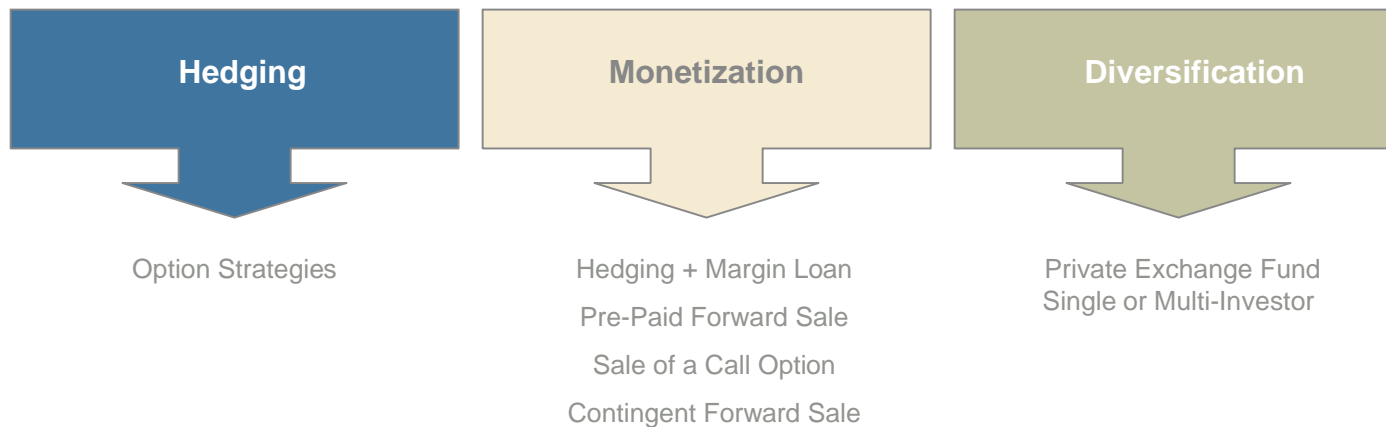 Hedging
Option Strategies
Monetization
Hedging + Margin Loan
Pre-Paid Forward Sale
Sale of a Call Option
Contingent Forward Sale
Diversification
Private Exchange Fund
Single or Multi-Investor